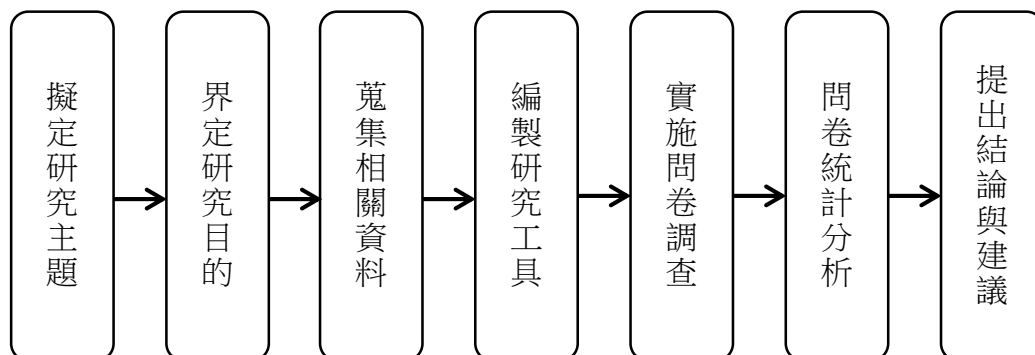 擬定研究主題
界定研究目的
蒐集相關資料
編製研究工具
實施問卷調查
問卷統計分析
提出結論與建議